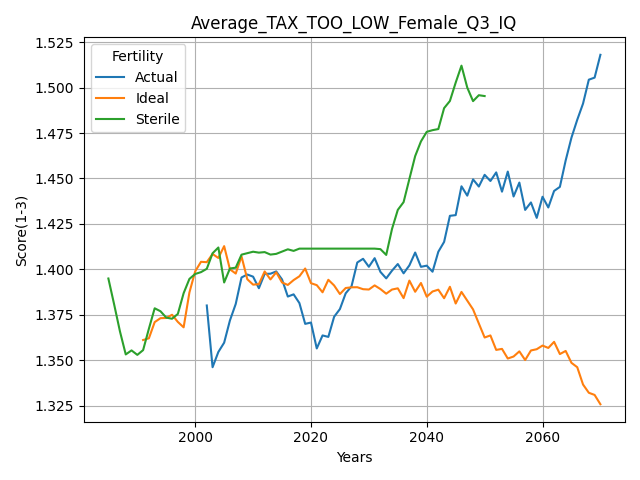 Average_TAX_TOO_LOW_Female_Q3_IQ
Score(1-3)
1.525
1.500
1.475
1.450
1.425
1.400
1.375
1.350
1.325
Fertility
Actual
Ideal
Sterile
2000
2020
2040
2060
Years